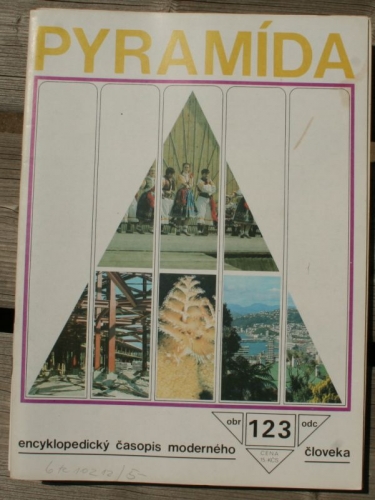 PYRAMÍDA
obr 123 odc
CENA
encyklopedický časopis moderného človeka